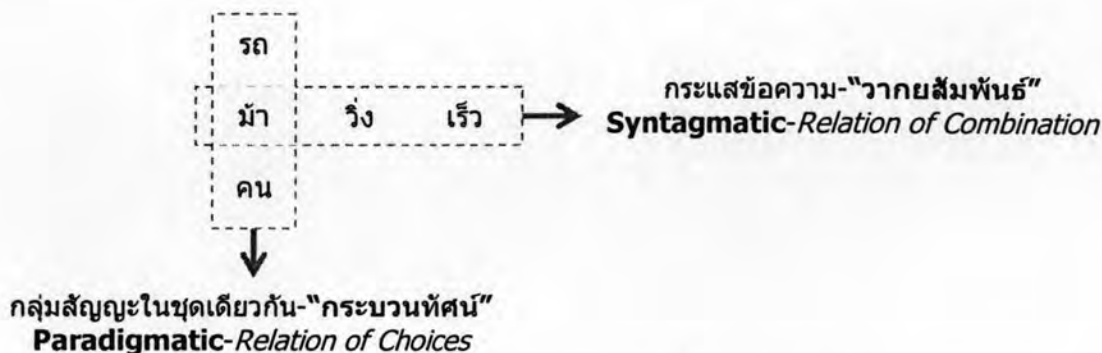 รถ
ม้า วิ่ง เร็ว
คน
กระแสข้อความ-“วากยสัมพันธ์”
Syntagmatic-Relation of Combination
กลุ่มสัญญะในชุดเดียวกัน-“กระบวนทัศน์”
Paradigmatic-Relation of Choices